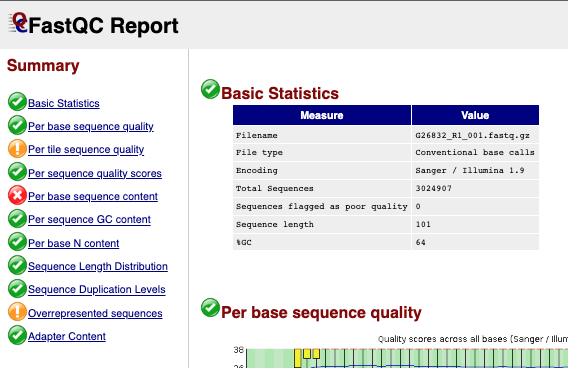 FastQC Report
Summary
Basic Statistics
Per base sequence quality
Per tile sequence quality
Per sequence quality scores
Per base sequence content
Per sequence GC content
Per base N content
Sequence Length Distribution
Sequence Duplication Levels
Overrepresented sequences
Adapter Content
Basic Statistics
Measure Value
Filename G26832_R1_001.fastq.gz
File type Conventional base calls
Encoding Sanger / Illumina 1.9
Total Sequences 3024907
Sequences flagged as poor quality 0
Sequence length 101
%GC 64
Per base sequence quality
Quality scores across all bases (Sanger / Illum
38